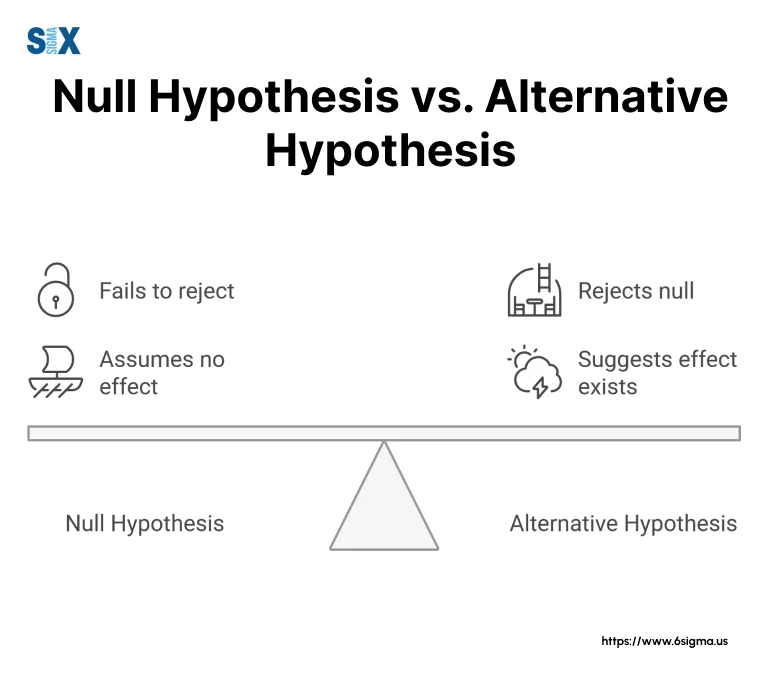 SIX
SIGMA
Null Hypothesis vs. Alternative
Hypothesis
Fails to reject
Rejects null
Assumes no
effect
Suggests effect
exists
Null Hypothesis
Alternative Hypothesis
https://www.6sigma.us